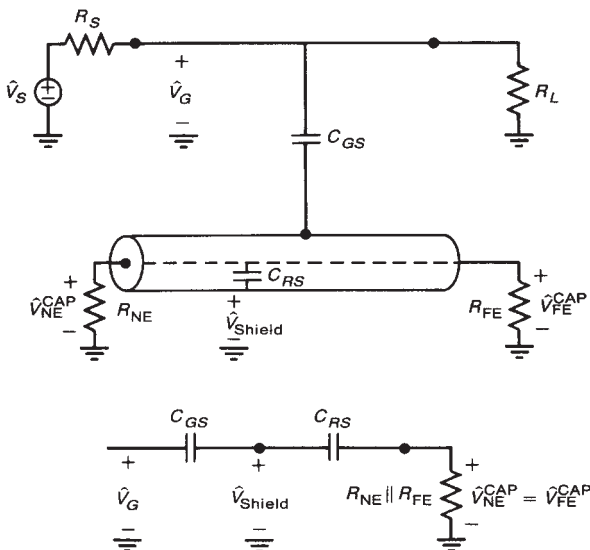 R_S
+
V̂_S
+
−
V̂_G
−
C_GS
R_L
C_RS
+
V̂_NE^CAP
−
R_NE
+
V̂_Shield
−
R_FE
+
V̂_FE^CAP
−
C_GS
C_RS
+
V̂_G
−
+
V̂_Shield
−
R_NE || R_FE
+
V̂_NE^CAP = V̂_FE^CAP
−